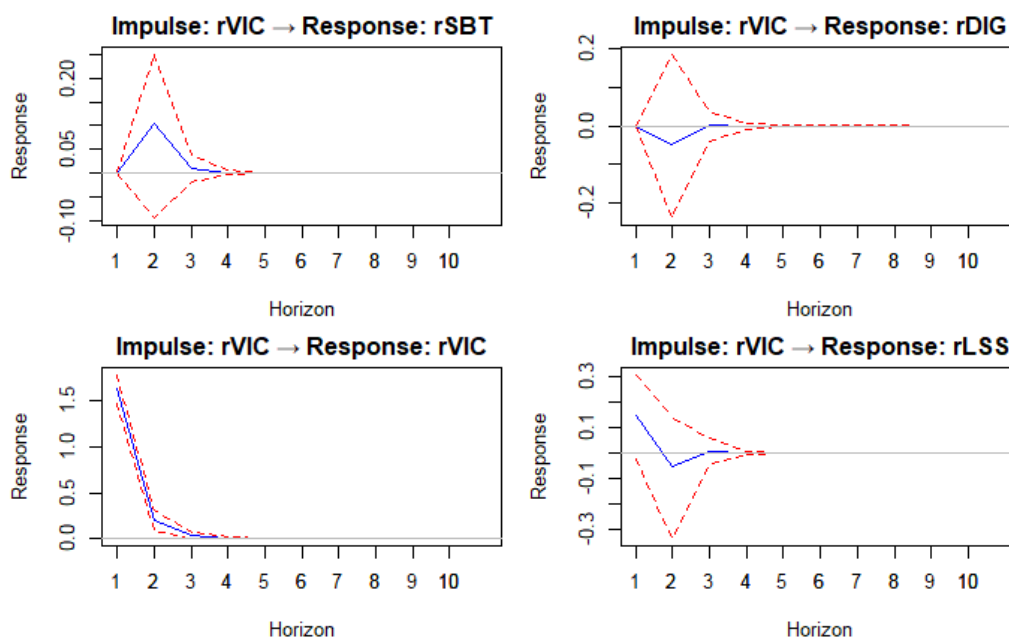 Impulse: rVIC → Response: rSBT
Response
0.20
0.05
-0.10
1 2 3 4 5 6 7 8 9 10
Horizon
Impulse: rVIC → Response: rDIG
Response
0.2
0.0
-0.2
1 2 3 4 5 6 7 8 9 10
Horizon
Impulse: rVIC → Response: rVIC
Response
1.5
1.0
0.5
0.0
1 2 3 4 5 6 7 8 9 10
Horizon
Impulse: rVIC → Response: rLSS
Response
0.3
0.1
-0.1
-0.3
1 2 3 4 5 6 7 8 9 10
Horizon